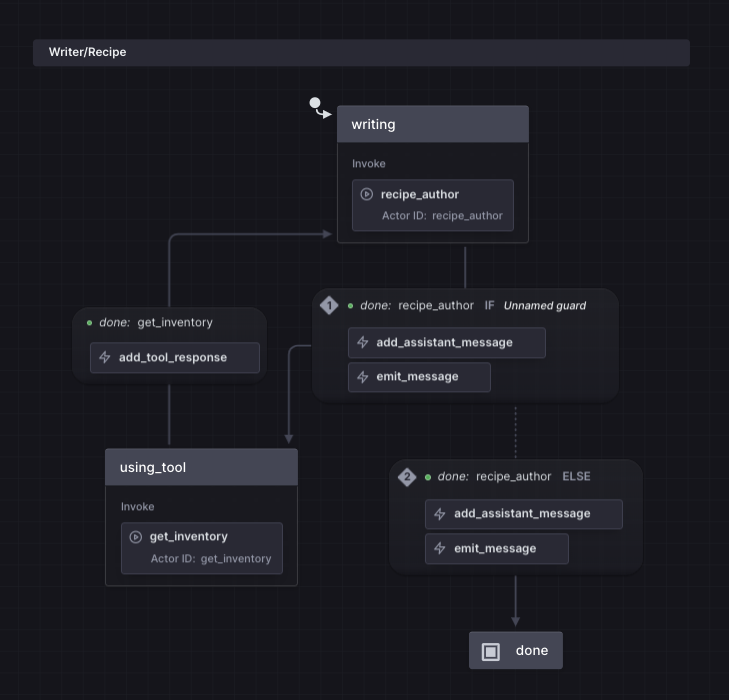 Writer/Recipe
writing
Invoke
recipe_author
Actor ID: recipe_author
1 done: recipe_author IF Unnamed guard
add_assistant_message
emit_message
done: get_inventory
add_tool_response
using_tool
Invoke
get_inventory
Actor ID: get_inventory
2 done: recipe_author ELSE
add_assistant_message
emit_message
done